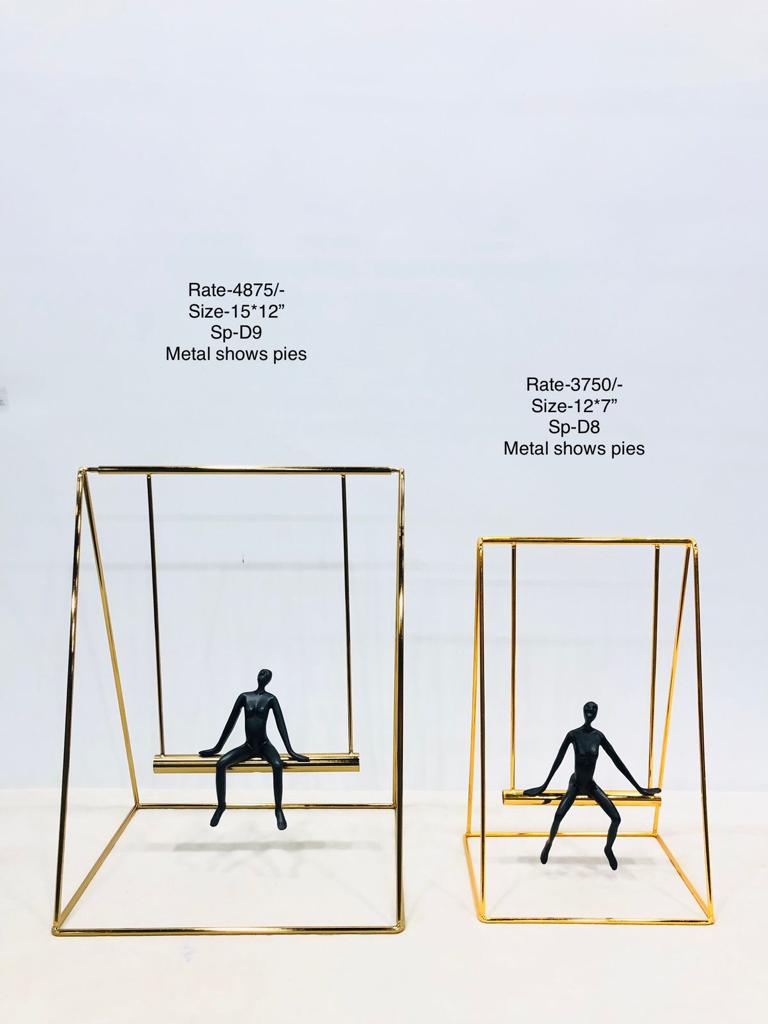 Rate-4875/-
Size-15*12”
Sp-D9
Metal shows pies
Rate-3750/-
Size-12*7”
Sp-D8
Metal shows pies